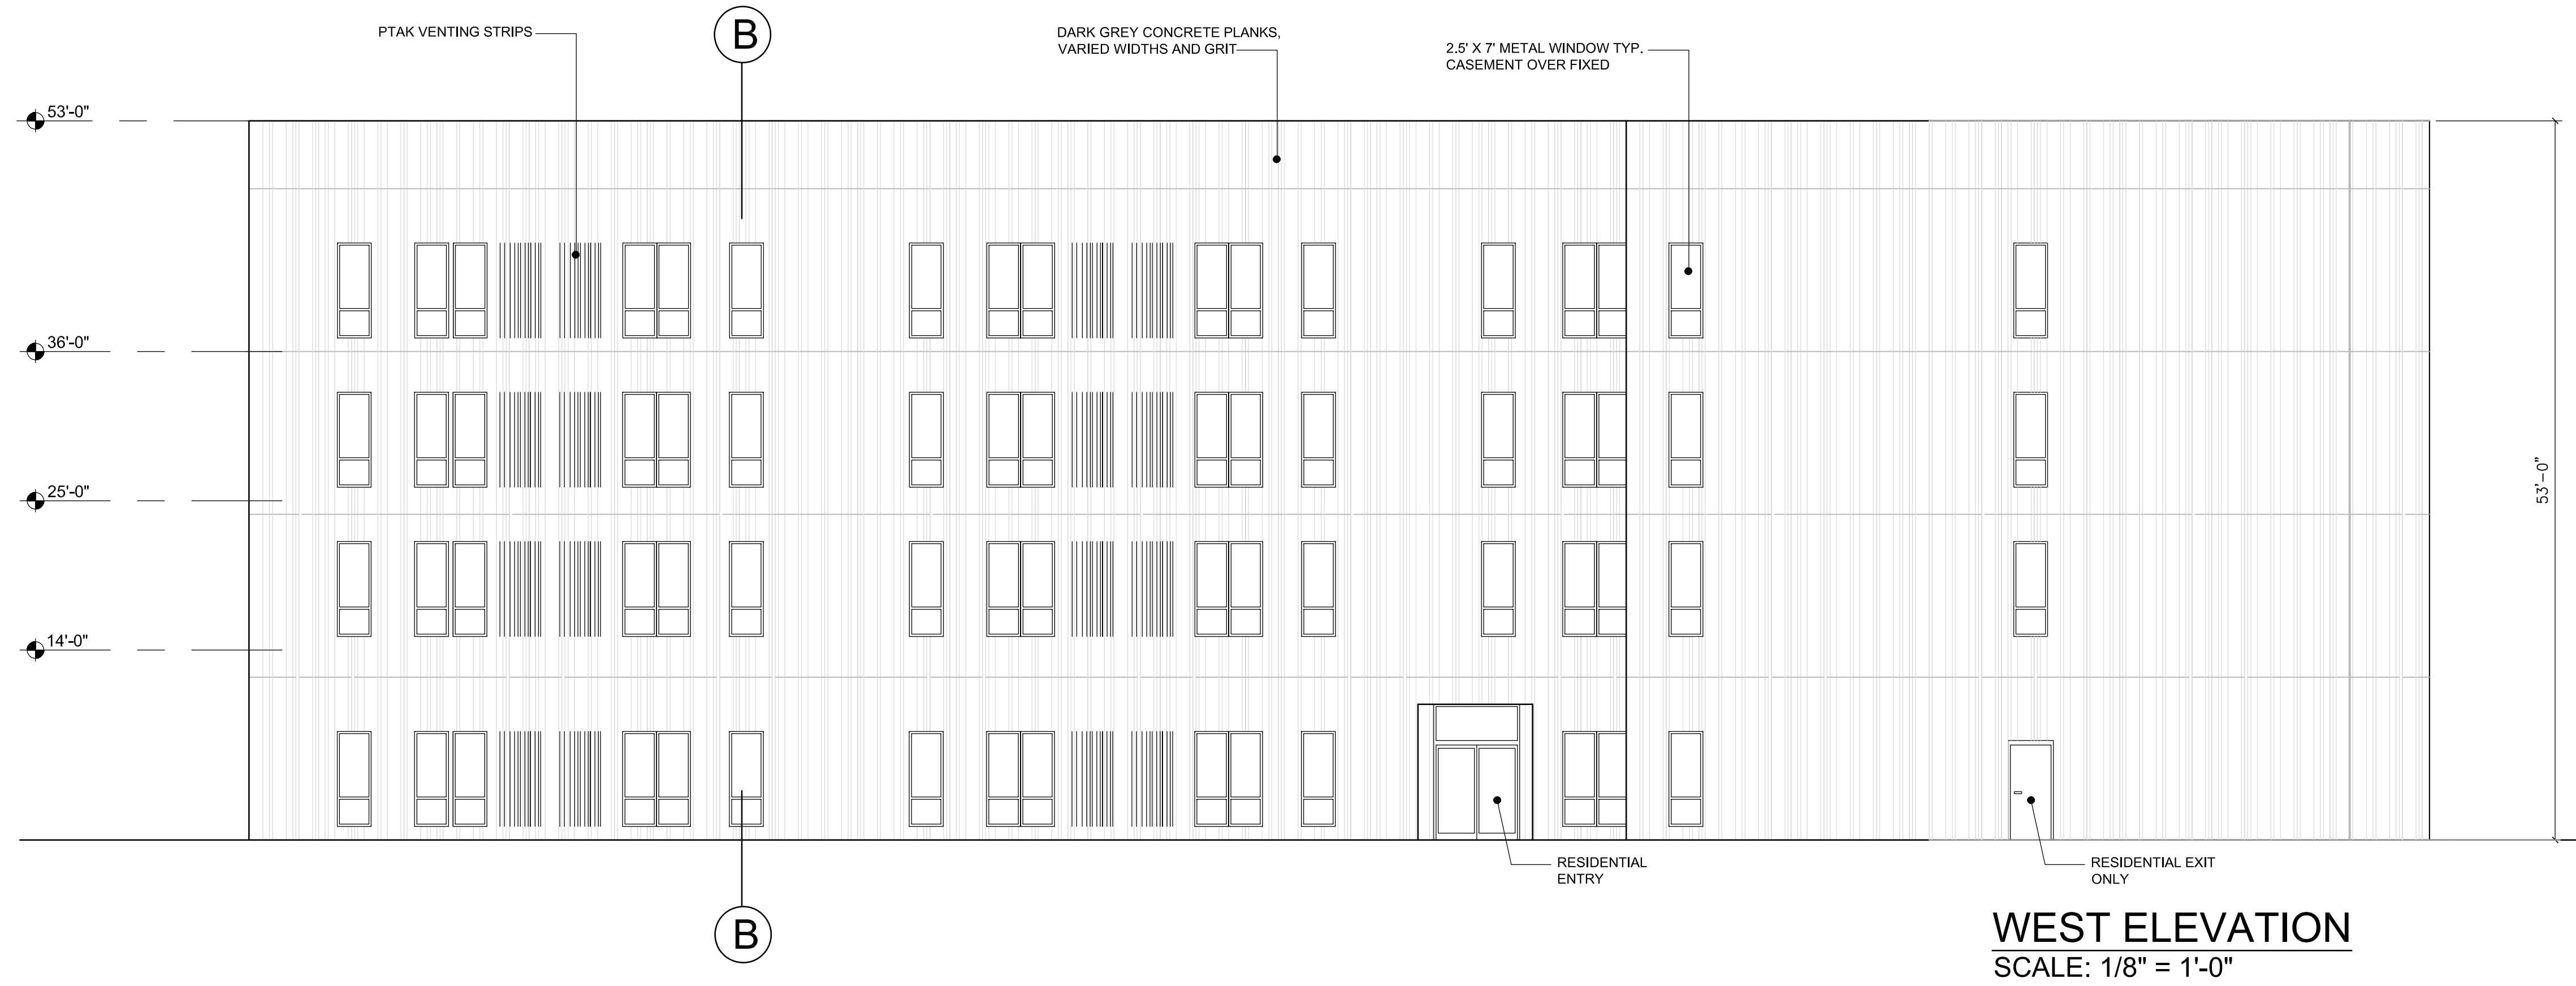 PTAK VENTING STRIPS
B
DARK GREY CONCRETE PLANKS,
VARIED WIDTHS AND GRIT
2.5' X 7' METAL WINDOW TYP.
CASEMENT OVER FIXED
53'-0"
36'-0"
25'-0"
14'-0"
53'-0"
RESIDENTIAL
ENTRY
RESIDENTIAL EXIT
ONLY
B
WEST ELEVATION
SCALE: 1/8" = 1'-0"